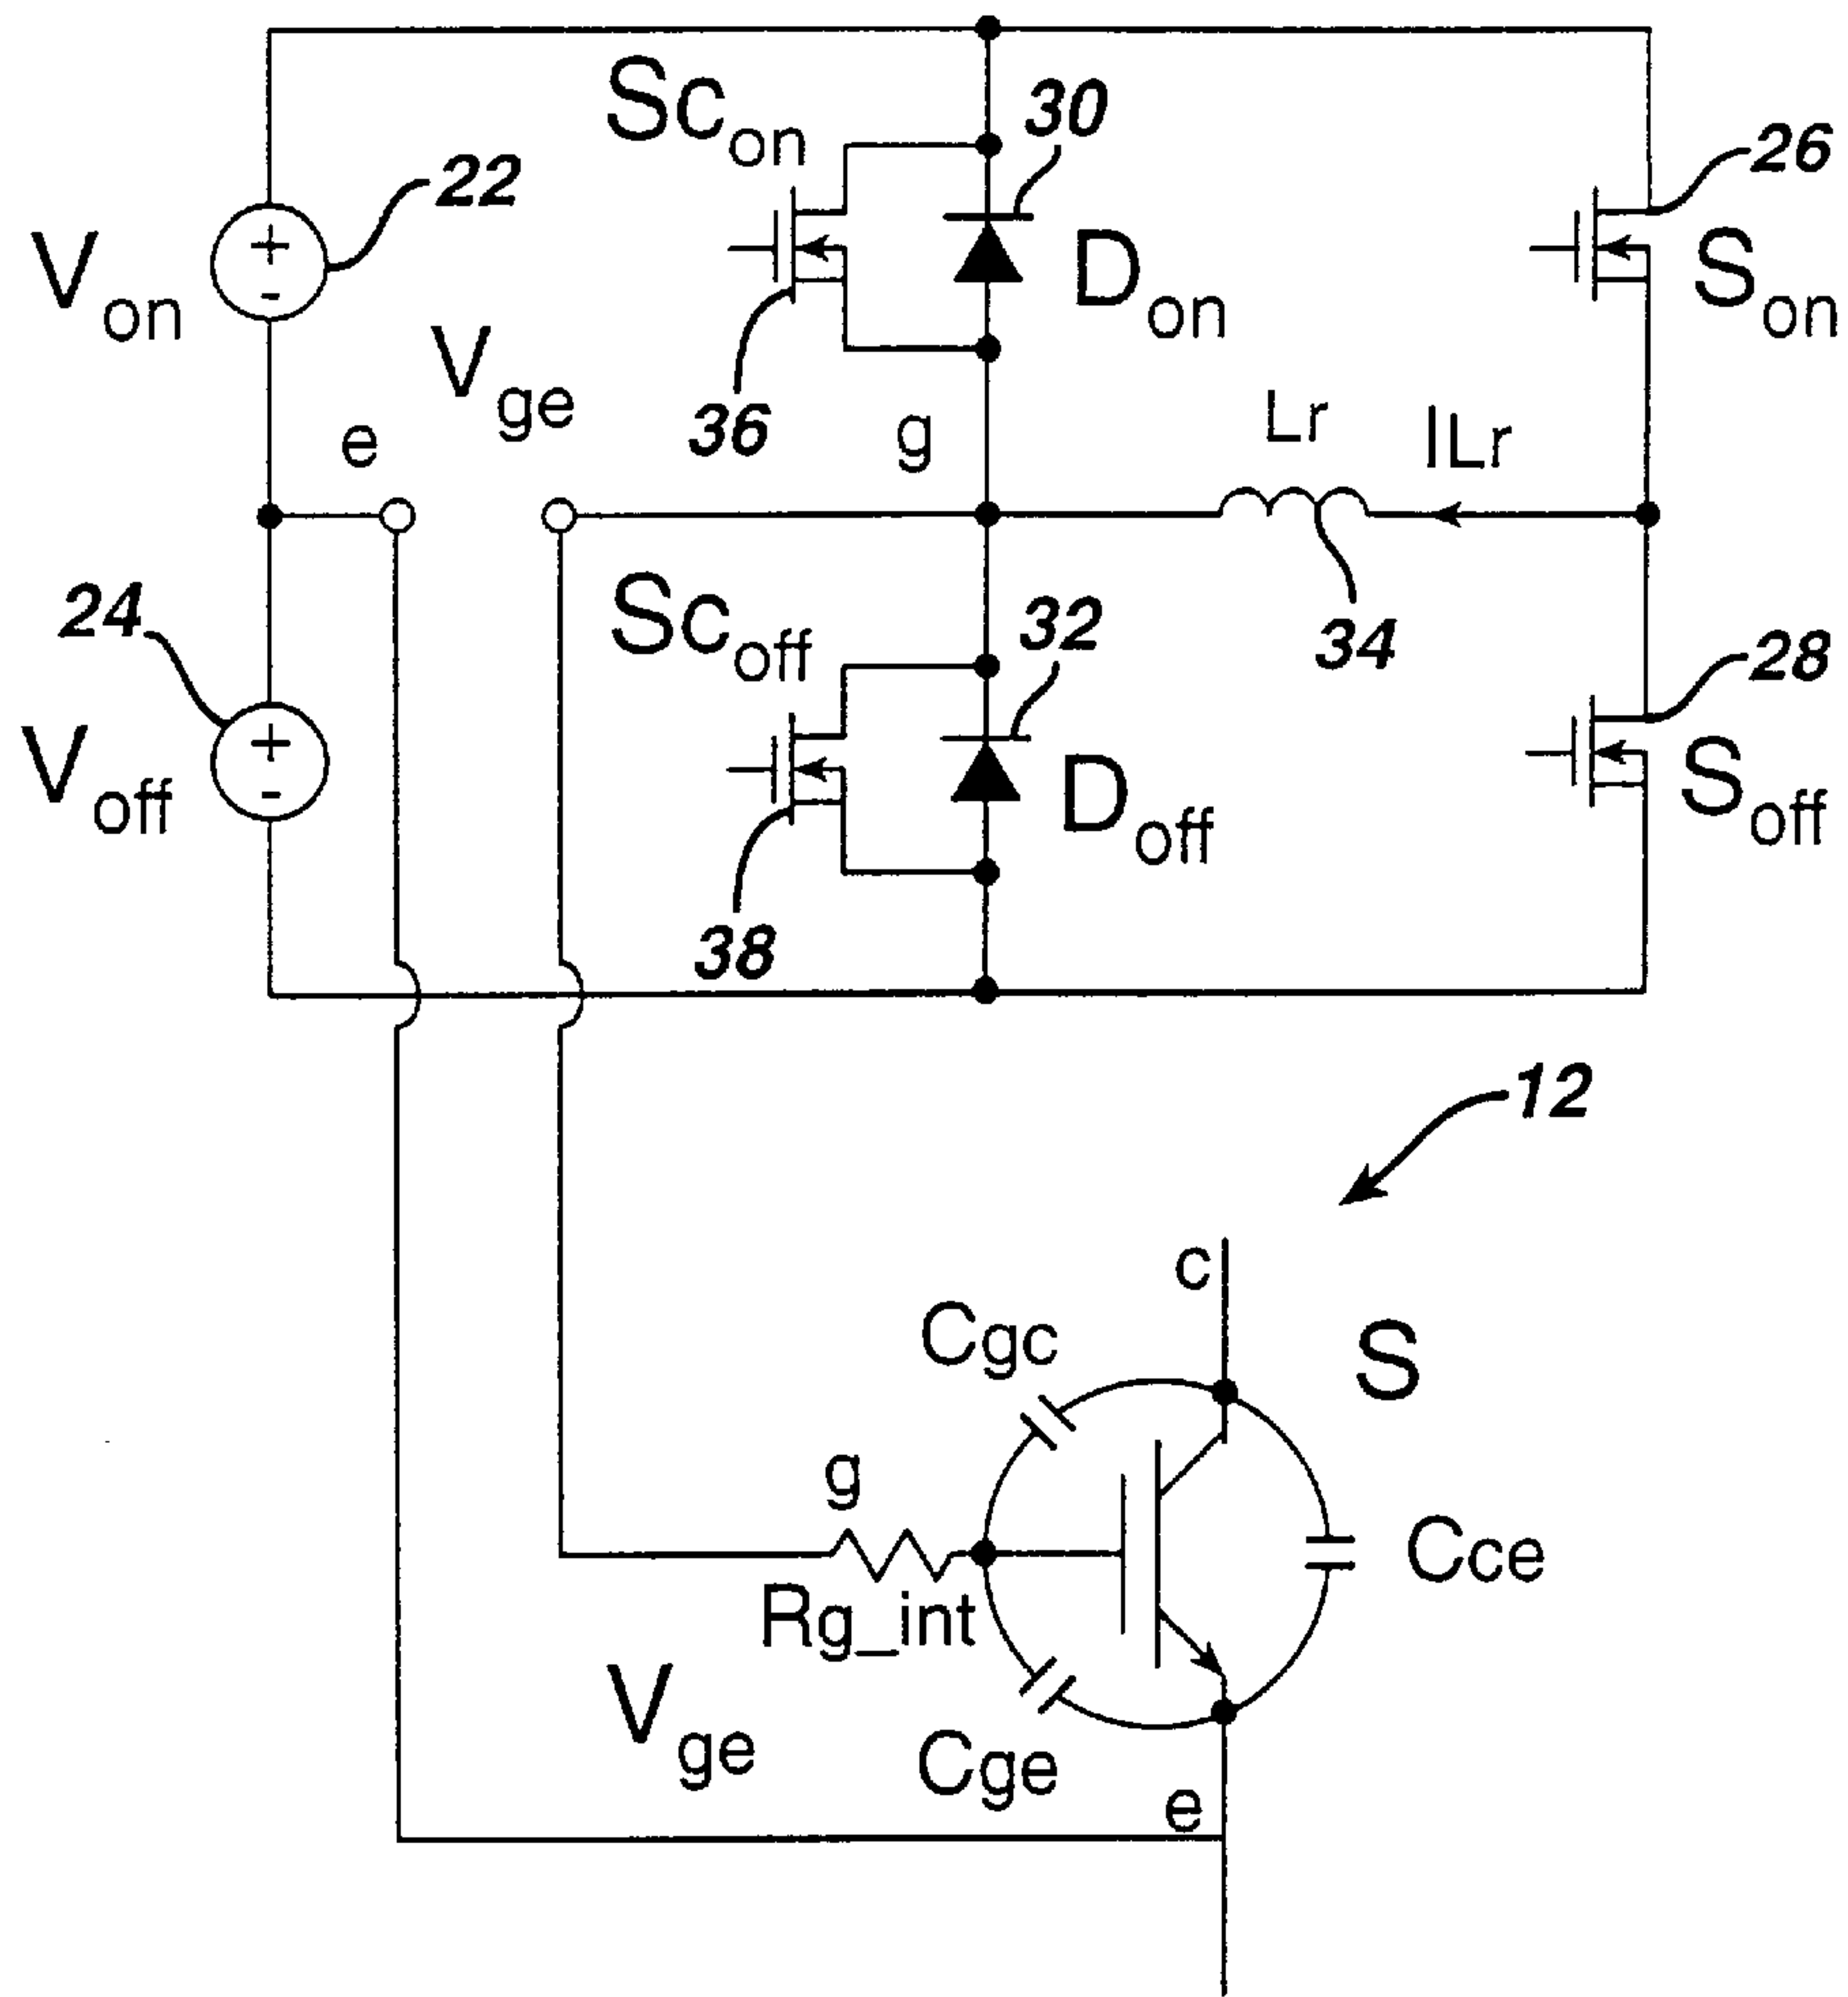 Sc_on
30
26
22
V_on
D_on
S_on
V_ge
36
g
Lr
ILr
e
+
-
24
Sc_off
32
34
28
V_off
D_off
S_off
+
-
38
12
c
Cgc
S
g
Cce
Rg_int
V_ge
Cge
e